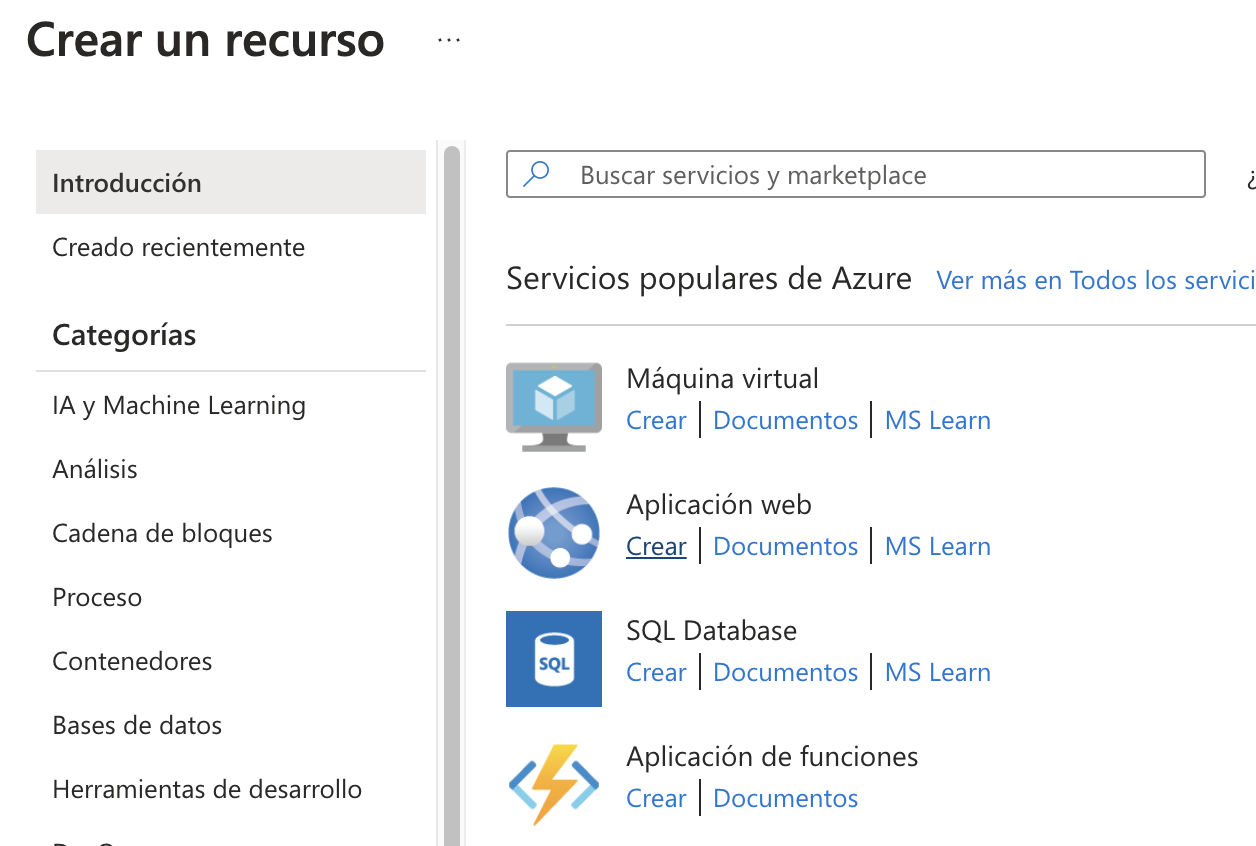 Crear un recurso ...
Introducción
Creado recientemente
Categorías
IA y Machine Learning
Análisis
Cadena de bloques
Proceso
Contenedores
Bases de datos
Herramientas de desarrollo
Buscar servicios y marketplace
¿
Servicios populares de Azure Ver más en Todos los servici
Máquina virtual
Crear | Documentos | MS Learn
Aplicación web
Crear | Documentos | MS Learn
SQL
SQL Database
Crear | Documentos | MS Learn
Aplicación de funciones
Crear | Documentos